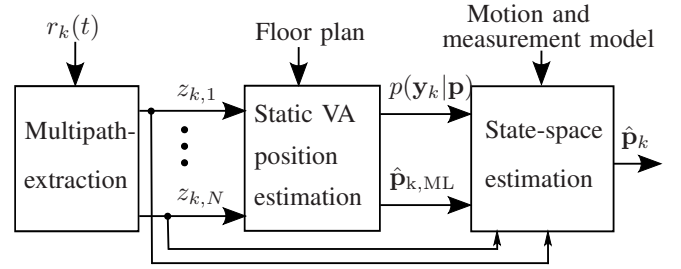 r_k(t)
Floor plan
Motion and
measurement model
Multipath-
extraction
z_{k,1}
z_{k,N}
Static VA
position
estimation
p(y_k|p)
p̂_{k,ML}
State-space
estimation
p̂_k